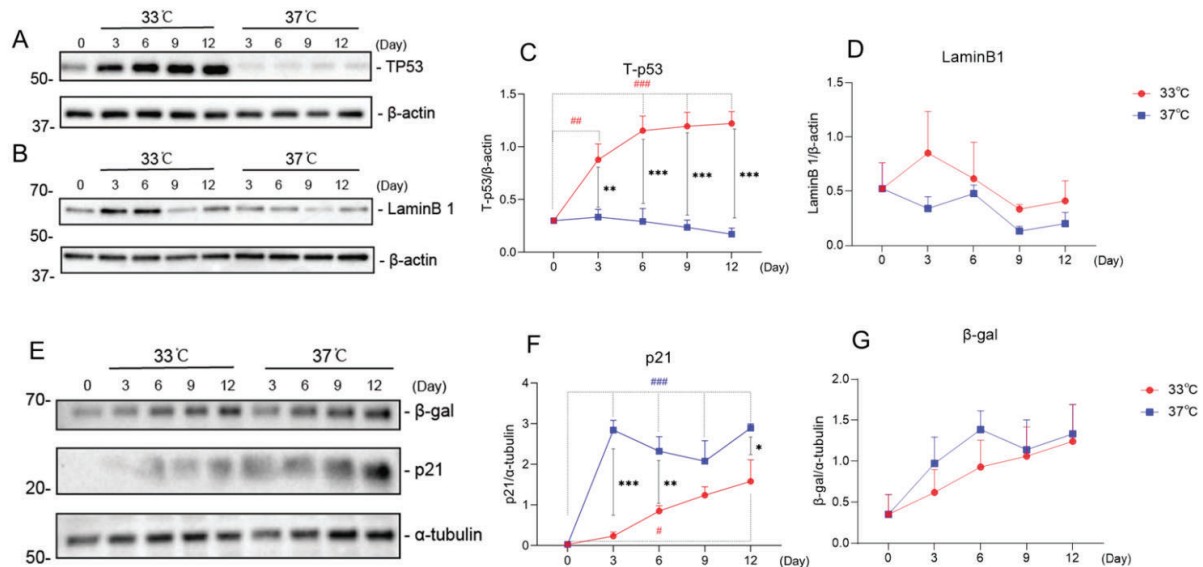 A
33℃ 37℃
0 3 6 9 12 3 6 9 12 (Day)
50-
- TP53
37-
- β-actin
B
33℃ 37℃
0 3 6 9 12 3 6 9 12 (Day)
70-
- LaminB 1
50-
37-
- β-actin
C
T-p53
T-p53/β-actin
1.5
1.0
0.5
0.0
###
##
** *** *** ***
0 3 6 9 12 (Day)
D
LaminB1
LaminB 1/β-actin
1.5
1.0
0.5
0.0
0 3 6 9 12 (Day)
33℃
37℃
E
33℃ 37℃
0 3 6 9 12 3 6 9 12 (Day)
70-
- β-gal
- p21
20-
- α-tubulin
50-
F
p21
p21/α-tubulin
4
3
2
1
0
###
*** ** *
#
0 3 6 9 12 (Day)
G
β-gal
β-gal/α-tubulin
2.0
1.5
1.0
0.5
0.0
0 3 6 9 12 (Day)
33℃
37℃